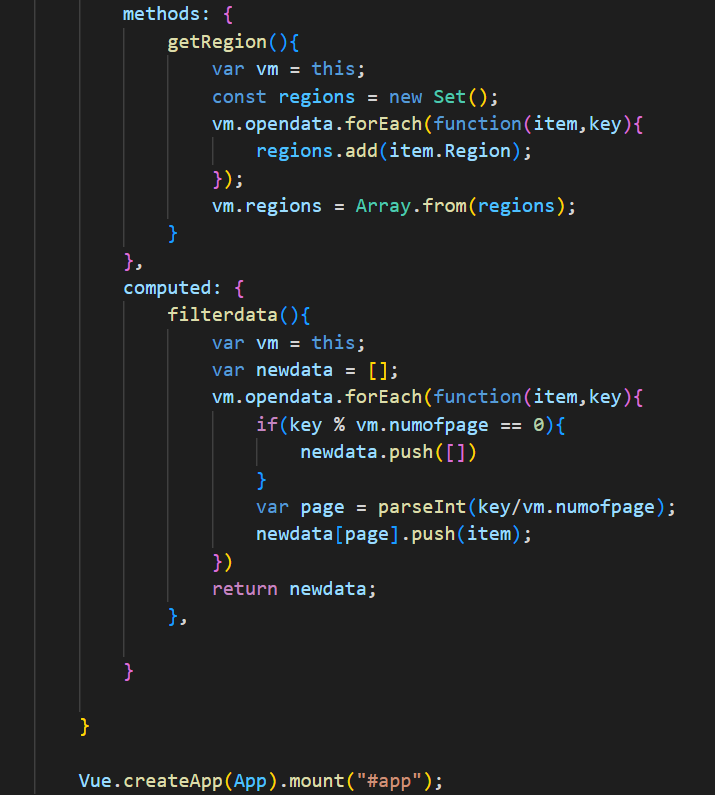 methods: {
getRegion(){
var vm = this;
const regions = new Set();
vm.opendata.forEach(function(item,key){
regions.add(item.Region);
});
vm.regions = Array.from(regions);
}
},
computed: {
filterdata(){
var vm = this;
var newdata = [];
vm.opendata.forEach(function(item,key){
if(key % vm.numofpage == 0){
newdata.push([])
}
var page = parseInt(key/vm.numofpage);
newdata[page].push(item);
})
return newdata;
},
}
}
Vue.createApp(App).mount("#app");